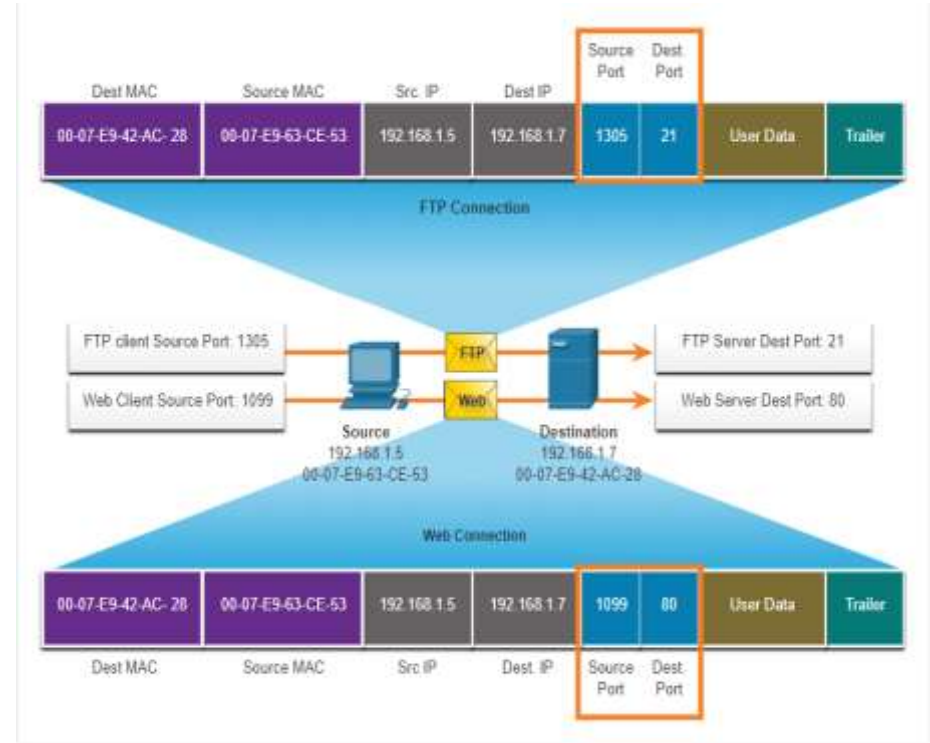 Source Dest.
Port Port
Dest MAC Source MAC Src. IP Dest IP
00-07-E9-42-AC- 28 00-07-E9-63-CE-53 192.168.1.5 192.168.1.7 1305 21 User Data Trailer
FTP Connection
FTP client Source Port: 1305 FTP FTP Server Dest Port: 21
Web Client Source Port: 1099 Web Web Server Dest Port: 80
Source Destination
192.168.1.5 192.168.1.7
00-07-E9-63-CE-53 00-07-E9-42-AC-28
Web Connection
00-07-E9-42-AC- 28 00-07-E9-63-CE-53 192.168.1.5 192.168.1.7 1099 80 User Data Trailer
Dest MAC Source MAC Src IP Dest. IP Source Dest.
Port Port